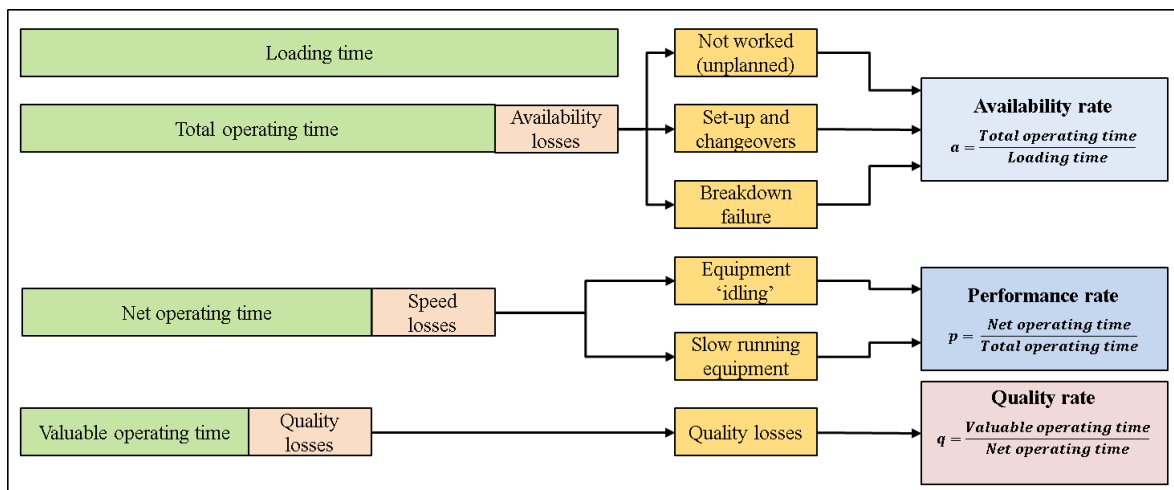 Loading time
Total operating time
Availability
losses
Not worked
(unplanned)
Set-up and
changeovers
Breakdown
failure
Availability rate
a = Total operating time / Loading time
Net operating time
Speed
losses
Equipment
‘idling’
Slow running
equipment
Performance rate
p = Net operating time / Total operating time
Valuable operating time
Quality
losses
Quality losses
Quality rate
q = Valuable operating time / Net operating time